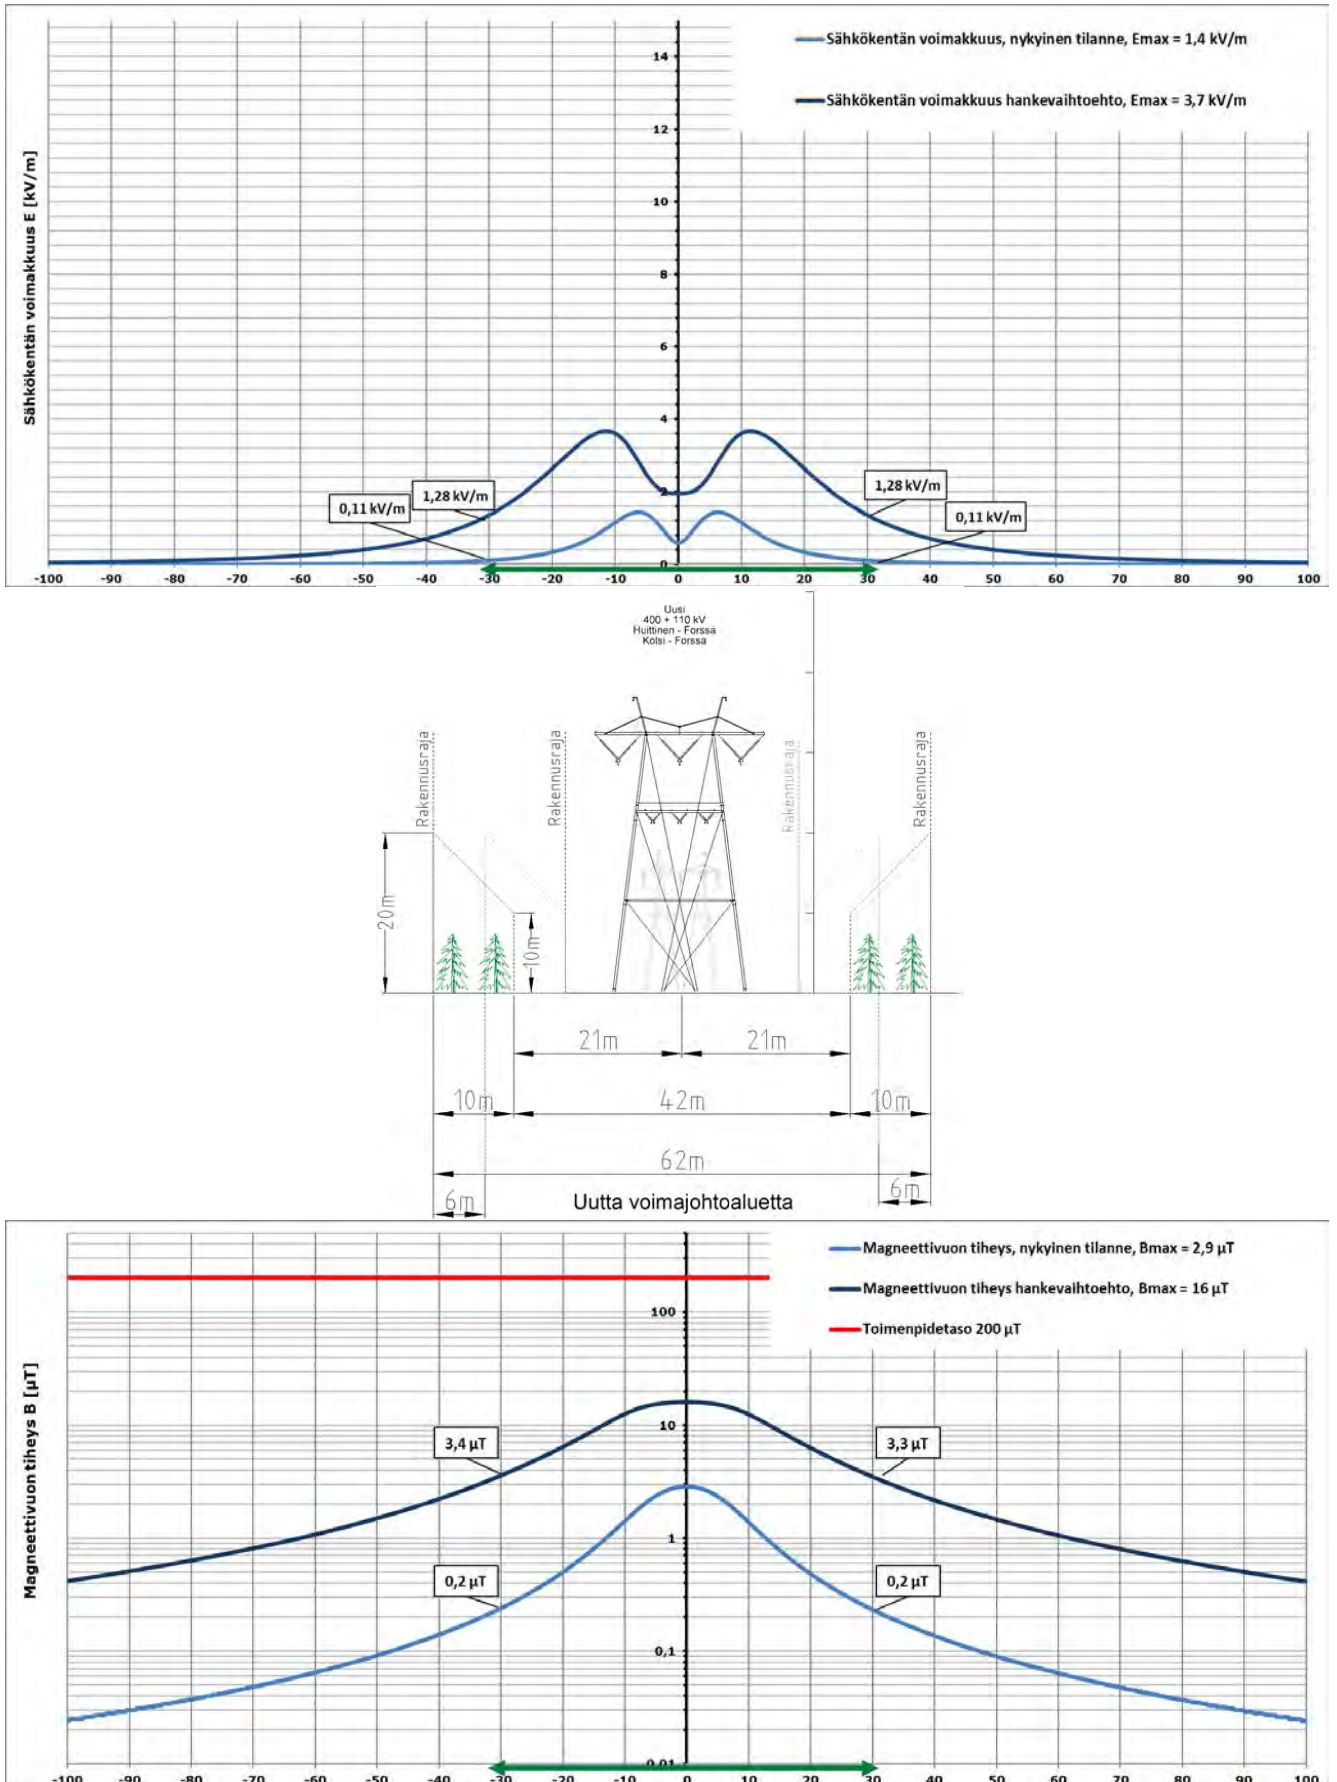 Sähkökentän voimakkuus, nykyinen tilanne, Emax = 1,4 kV/m
Sähkökentän voimakkuus hankevaihtoehto, Emax = 3,7 kV/m
Sähkökentän voimakkuus E [kV/m]
14
12
10
8
6
4
2
0
1,28 kV/m
0,11 kV/m
1,28 kV/m
0,11 kV/m
-100 -90 -80 -70 -60 -50 -40 -30 -20 -10 0 10 20 30 40 50 60 70 80 90 100
Uusi
400 + 110 kV
Huittinen - Forssa
Kolsi - Forssa
Rakennusraja
Rakennusraja
Rakennusraja
Rakennusraja
20m
10m
21m 21m
10m 42m 10m
62m
6m Uutta voimajohtoaluetta 6m
Magneettivuon tiheys, nykyinen tilanne, Bmax = 2,9 µT
Magneettivuon tiheys hankevaihtoehto, Bmax = 16 µT
Toimenpidetaso 200 µT
Magneettivuon tiheys B [µT]
100
10
1
0,1
0,01
3,4 µT
3,3 µT
0,2 µT
0,2 µT
-100 -90 -80 -70 -60 -50 -40 -30 -20 -10 0 10 20 30 40 50 60 70 80 90 100